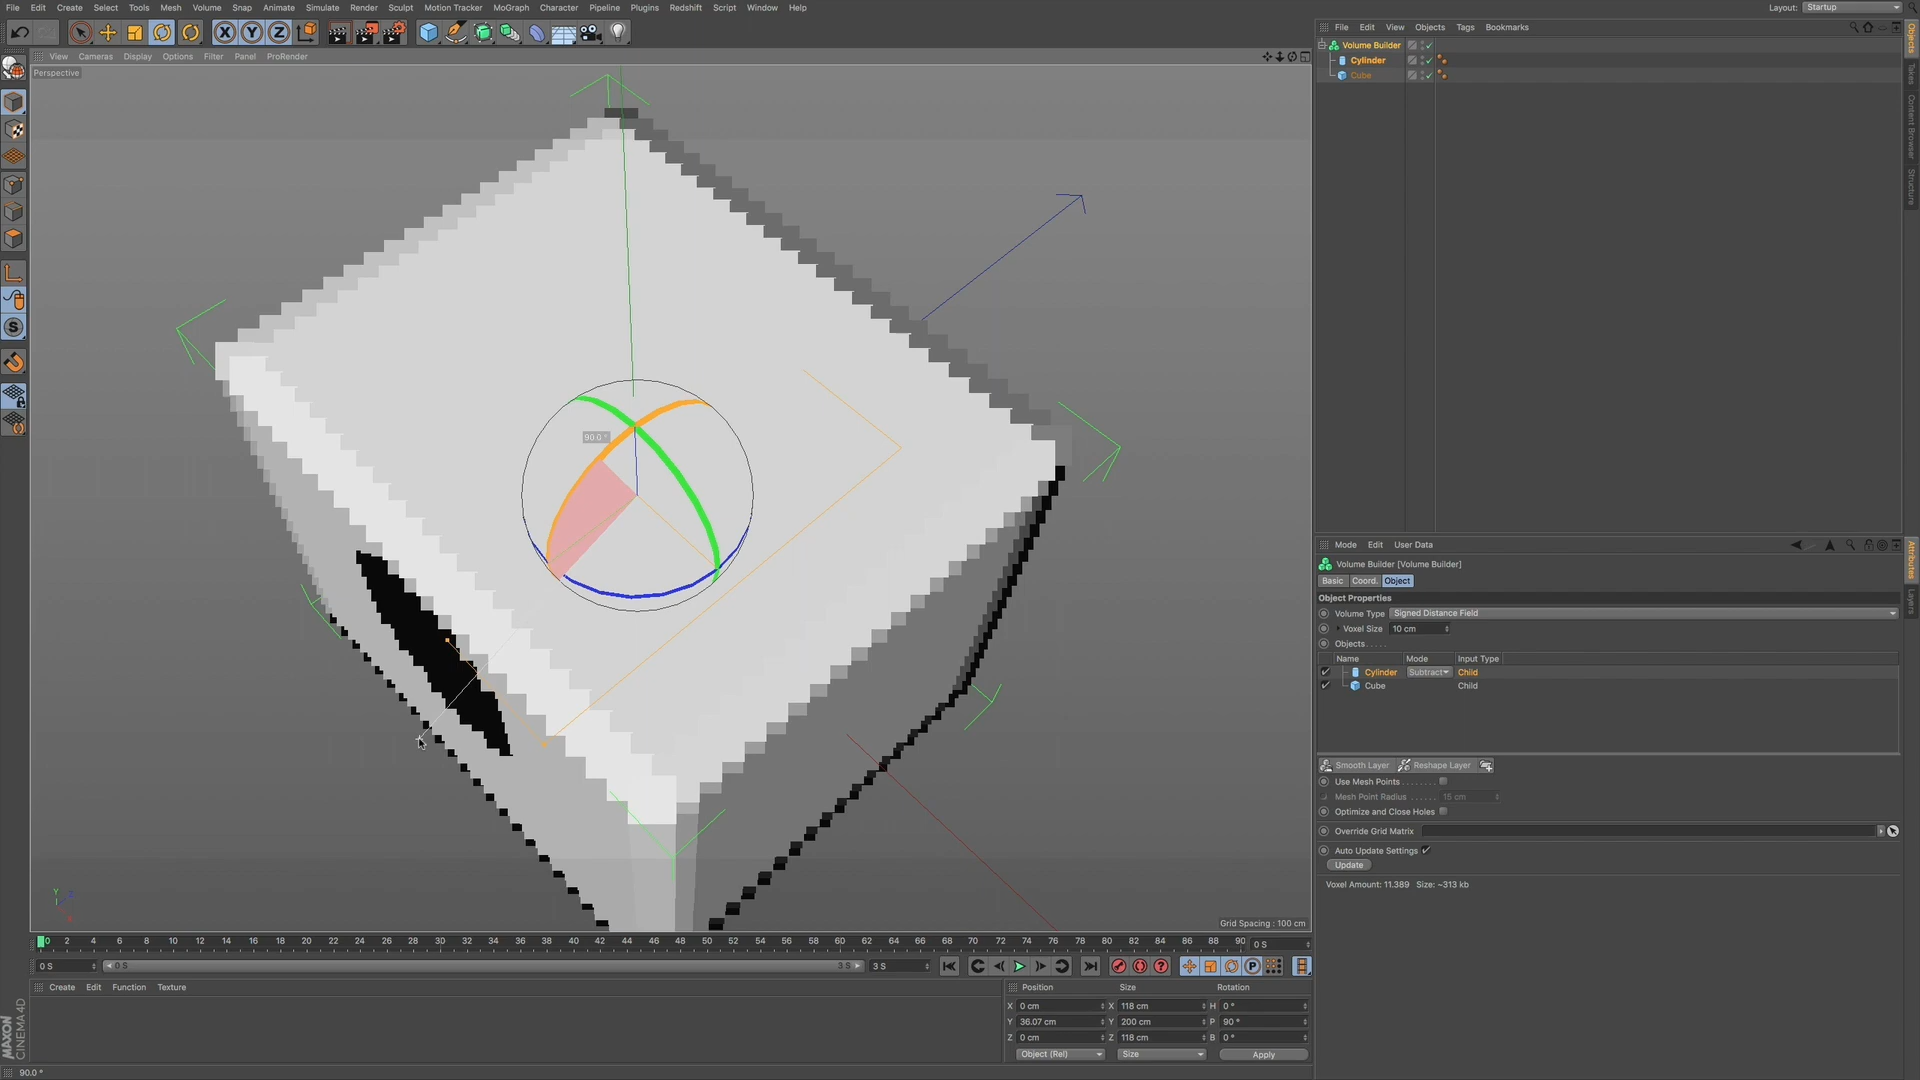 File Edit Create Select Tools Mesh Volume Snap Animate Simulate Render Sculpt Motion Tracker MoGraph Character Pipeline Plugins Redshift Script Window Help
Layout: Startup
View Cameras Display Options Filter Panel ProRender
File Edit View Objects Tags Bookmarks
Perspective
Volume Builder
Cylinder
Cube
Objects
Takes
Content Browser
Structure
90.0 °
Mode Edit User Data
Volume Builder [Volume Builder]
Basic Coord. Object
Object Properties
Volume Type Signed Distance Field
Voxel Size 10 cm
Objects . . . . .
Name Mode Input Type
Cylinder Subtract Child
Cube Child
Smooth Layer Reshape Layer
Use Mesh Points . . . . . . . .
Mesh Point Radius . . . . . . 15 cm
Optimize and Close Holes
Override Grid Matrix
Auto Update Settings
Update
Voxel Amount: 11.389 Size: ~313 kb
Attributes
Layers
Y Z X
Grid Spacing : 100 cm
0 2 4 6 8 10 12 14 16 18 20 22 24 26 28 30 32 34 36 38 40 42 44 46 48 50 52 54 56 58 60 62 64 66 68 70 72 74 76 78 80 82 84 86 88 90 0 S
0 S 0 S 3 S 3 S
Create Edit Function Texture
Position Size Rotation
X 0 cm X 118 cm H 0 °
Y 36.07 cm Y 200 cm P 90 °
Z 0 cm Z 118 cm B 0 °
Object (Rel) Size Apply
MAXON
CINEMA 4D
90.0 °